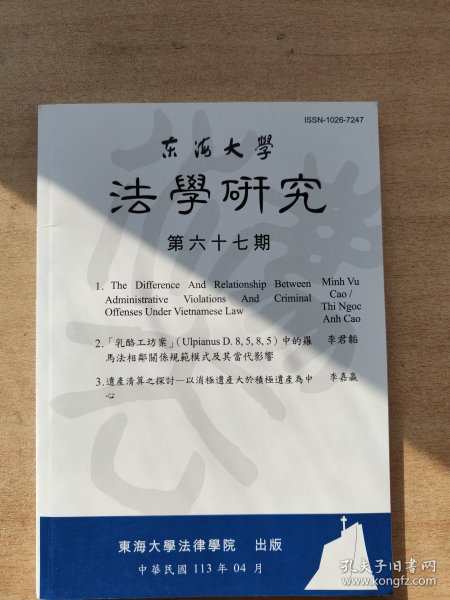 ISSN-1026-7247
东海大學
法學研究
第六十七期
1. The Difference And Relationship Between Minh Vu
Administrative Violations And Criminal Cao /
Offenses Under Vietnamese Law Thi Ngoc
Anh Cao
2.「乳酪工坊案」(Ulpianus D. 8, 5, 8, 5) 中的羅 李君韜
馬法相鄰關係規範模式及其當代影響
3.遺產清算之探討—以消極遺產大於積極遺產為中 李嘉嬴
心
東海大學法律學院 出版
中華民國 113 年 04 月
孔夫子旧书网
www.kongfz.com